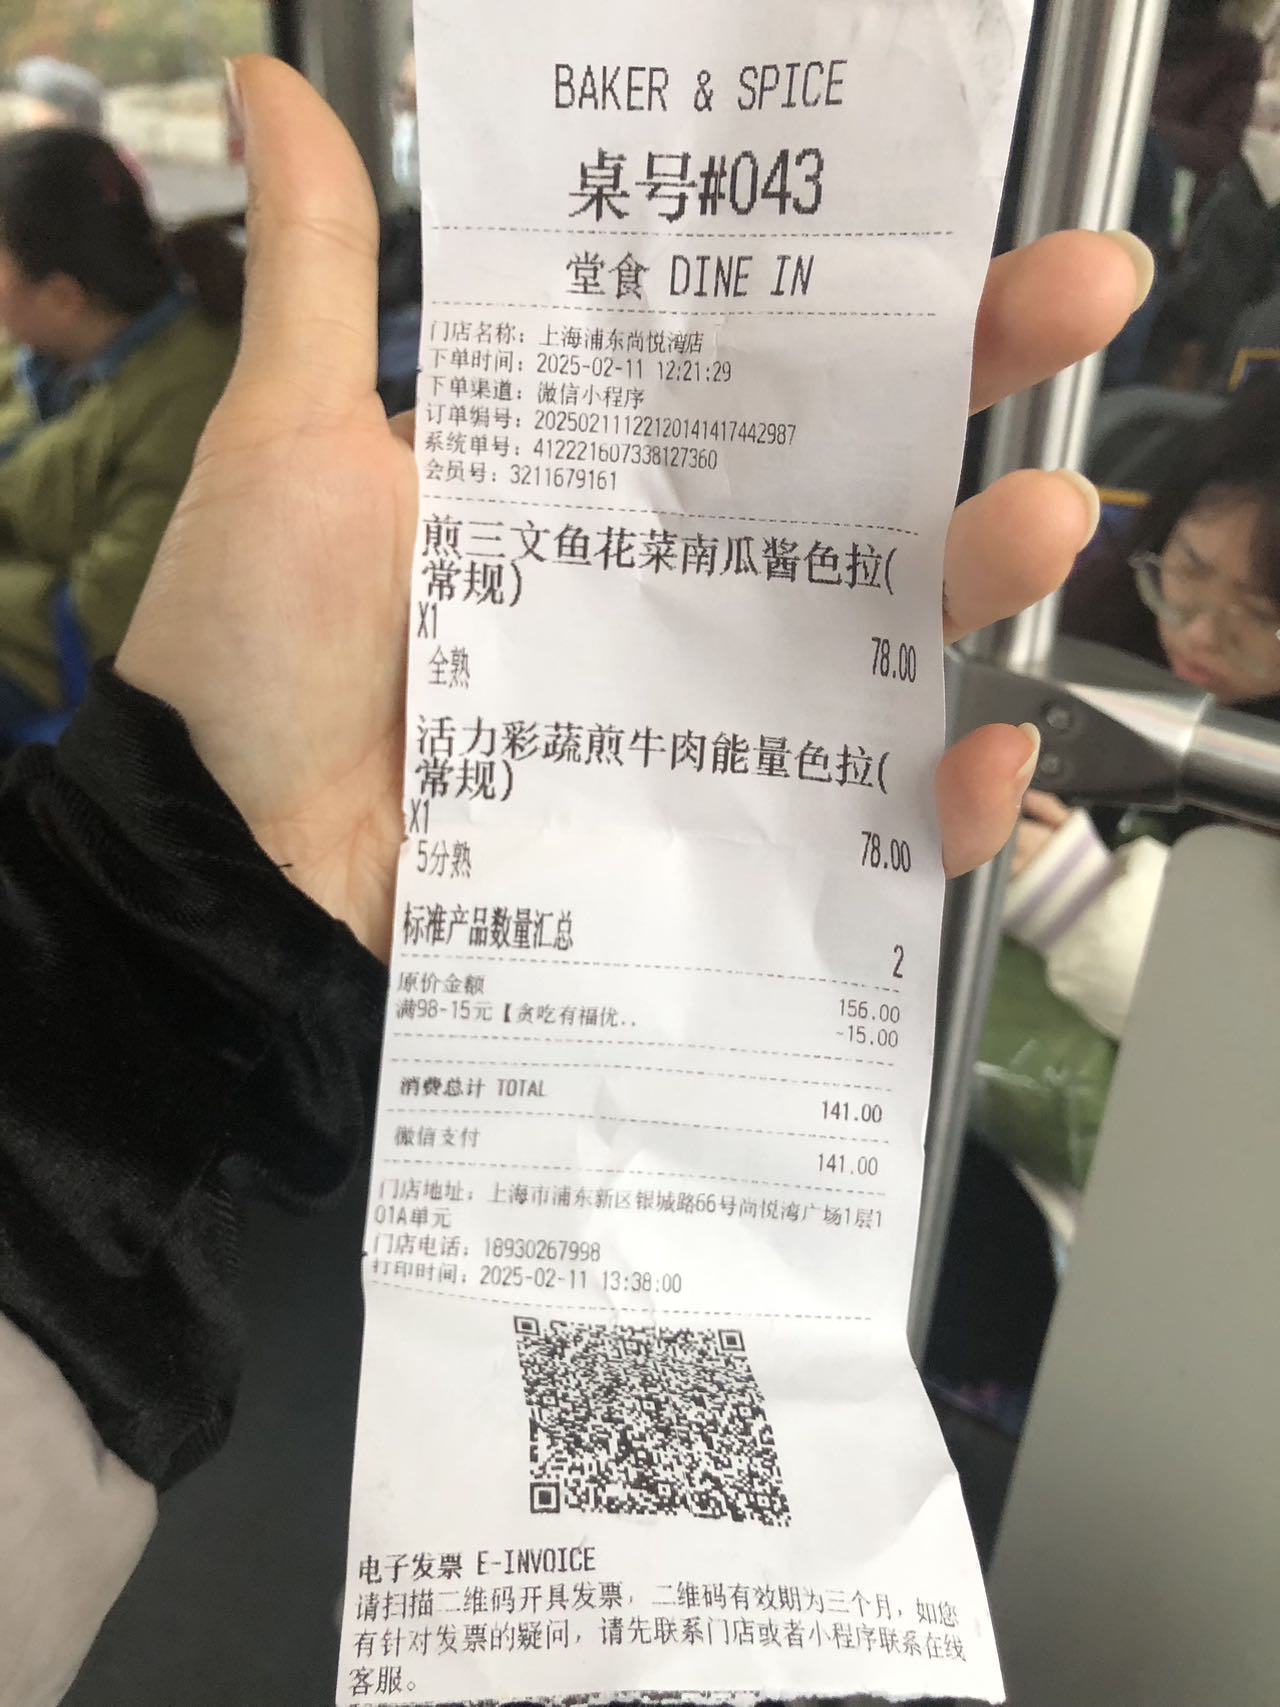 BAKER & SPICE
桌号#043
堂食 DINE IN
门店名称：上海浦东尚悦湾店
下单时间：2025-02-11 12:21:29
下单渠道：微信小程序
订单编号：20250211122120141417442987
系统单号：412221607338127360
会员号：3211679161
煎三文鱼花菜南瓜酱色拉(
常规)
X1
78.00
全熟
活力彩蔬煎牛肉能量色拉(
常规)
X1
78.00
5分熟
标准产品数量汇总 2
原价金额 156.00
满98-15元【贪吃有福优.. -15.00
消费总计 TOTAL 141.00
微信支付 141.00
门店地址：上海市浦东新区银城路66号尚悦湾广场1层1
01A单元
门店电话：18930267998
打印时间：2025-02-11 13:38:00
电子发票 E-INVOICE
请扫描二维码开具发票，二维码有效期为三个月，如您
有针对发票的疑问，请先联系门店或者小程序联系在线
客服。